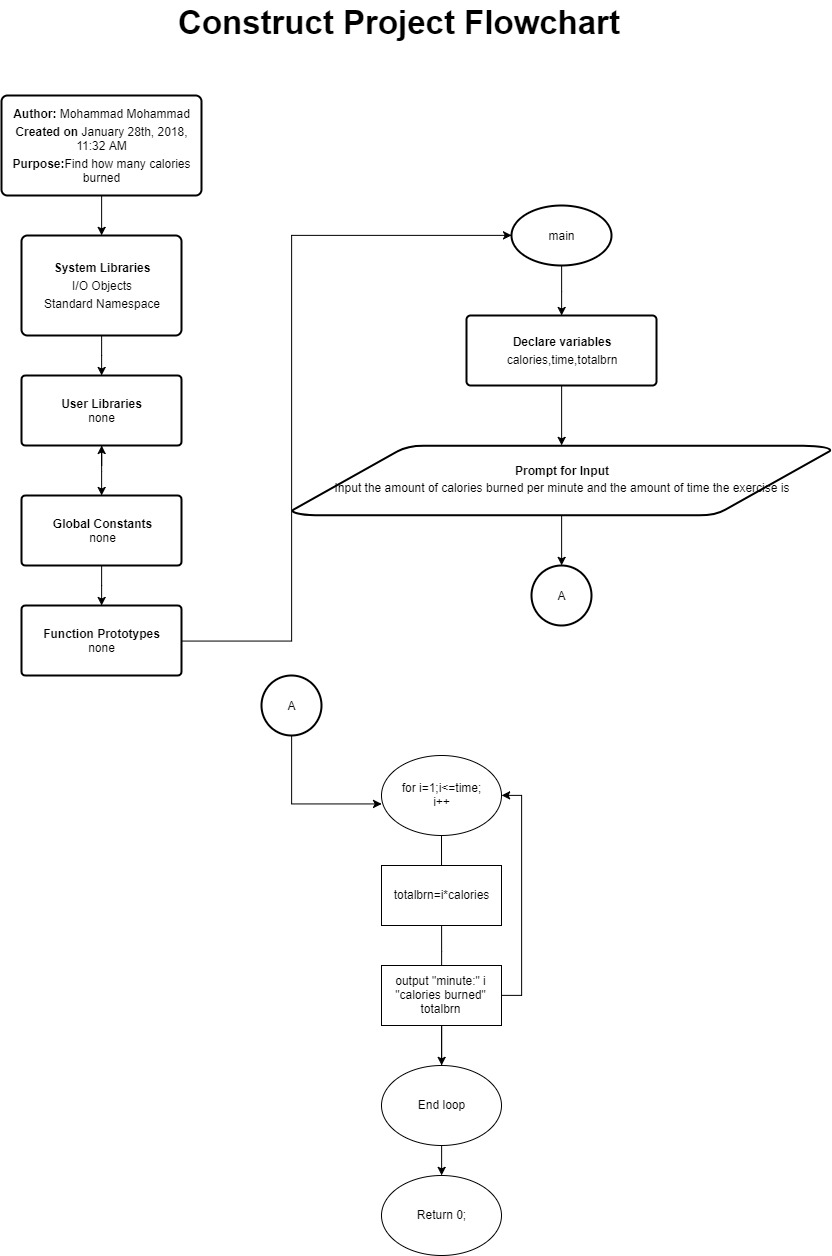 Construct Project Flowchart
Author: Mohammad Mohammad
Created on January 28th, 2018,
11:32 AM
Purpose:Find how many calories
burned
System Libraries
I/O Objects
Standard Namespace
User Libraries
none
Global Constants
none
Function Prototypes
none
main
Declare variables
calories,time,totalbrn
Prompt for Input
Input the amount of calories burned per minute and the amount of time the exercise is
A
A
for i=1;i<=time;
i++
totalbrn=i*calories
output "minute:" i
"calories burned"
totalbrn
End loop
Return 0;